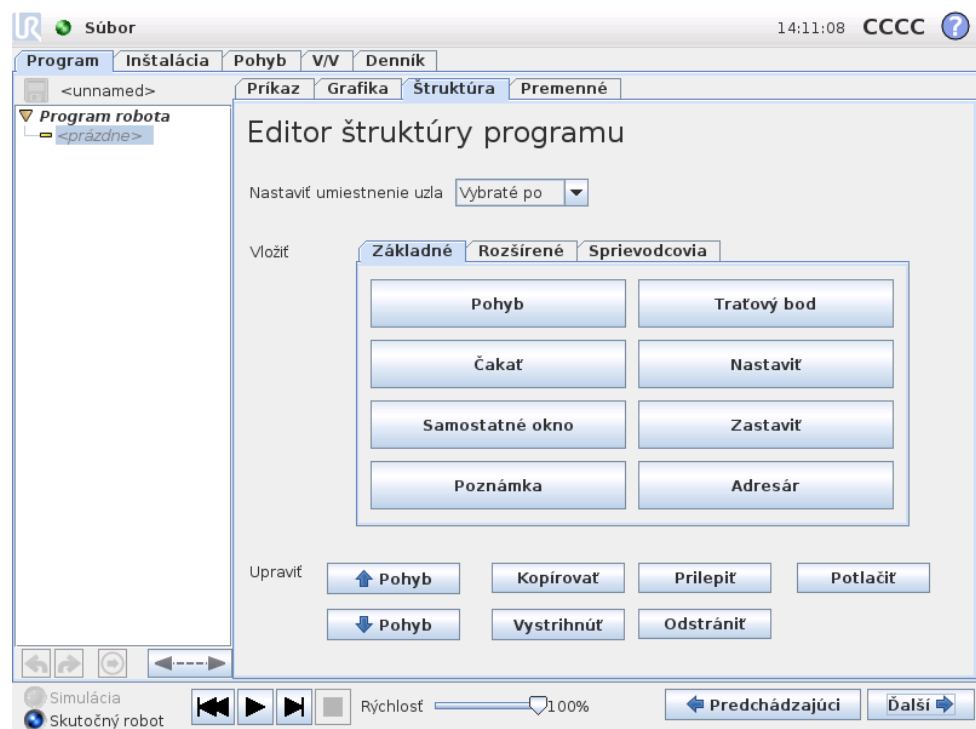 UR Súbor 14:11:08 CCCC ?
Program Inštalácia Pohyb V/V Denník
<unnamed> Príkaz Grafika Štruktúra Premenné
Program robota
<prázdne>
Editor štruktúry programu
Nastaviť umiestnenie uzla Vybraté po
Vložiť Základné Rozšírené Sprievodcovia
Pohyb Traťový bod
Čakať Nastaviť
Samostatné okno Zastaviť
Poznámka Adresár
Upraviť Pohyb Kopírovať Prilepiť Potlačiť
Pohyb Vystrihnúť Odstrániť
Simulácia
Skutočný robot
Rýchlosť 100% Predchádzajúci Ďalší